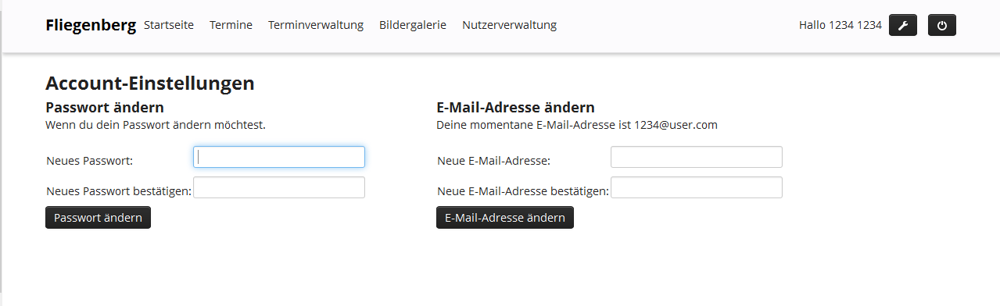 Fliegenberg Startseite Termine Terminverwaltung Bildergalerie Nutzerverwaltung Hallo 1234 1234
Account-Einstellungen
Passwort ändern
Wenn du dein Passwort ändern möchtest.
Neues Passwort:
Neues Passwort bestätigen:
Passwort ändern
E-Mail-Adresse ändern
Deine momentane E-Mail-Adresse ist 1234@user.com
Neue E-Mail-Adresse:
Neue E-Mail-Adresse bestätigen:
E-Mail-Adresse ändern